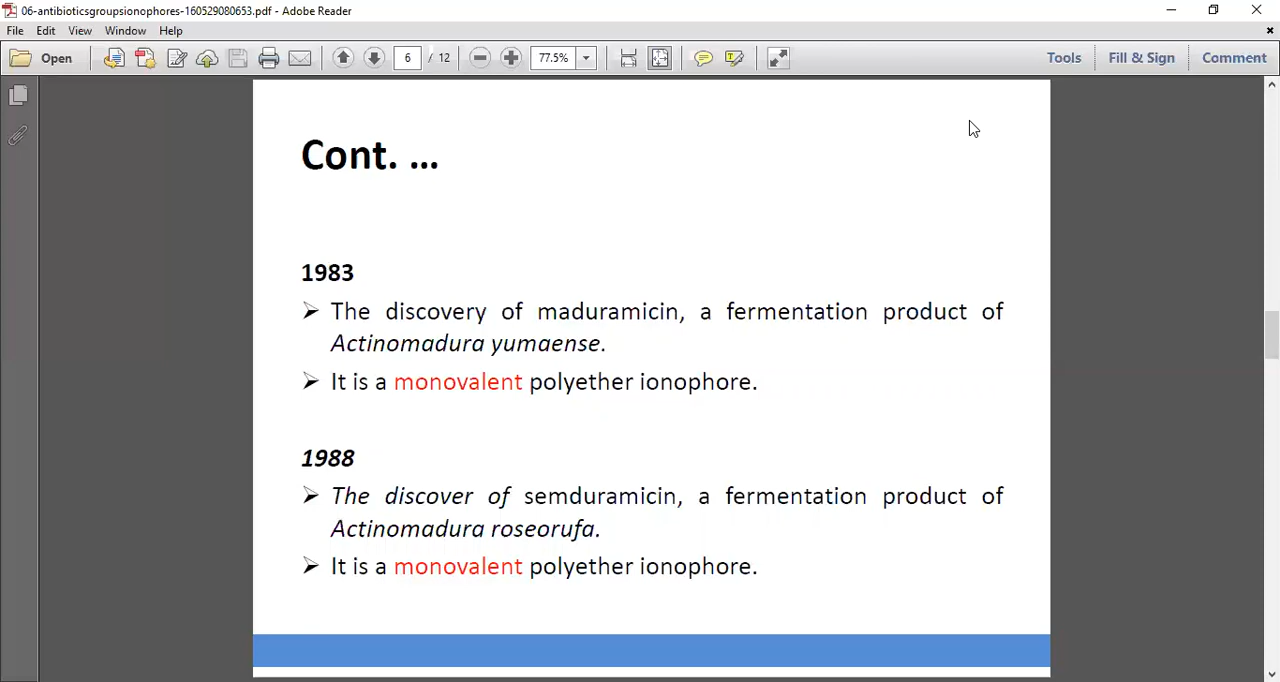 06-antibioticsgroupsionophores-160529080653.pdf - Adobe Reader
File Edit View Window Help
Open 6 / 12 77.5% Tools Fill & Sign Comment
Cont. ...
1983
The discovery of maduramicin, a fermentation product of
Actinomadura yumaense.
It is a monovalent polyether ionophore.
1988
The discover of semduramicin, a fermentation product of
Actinomadura roseorufa.
It is a monovalent polyether ionophore.